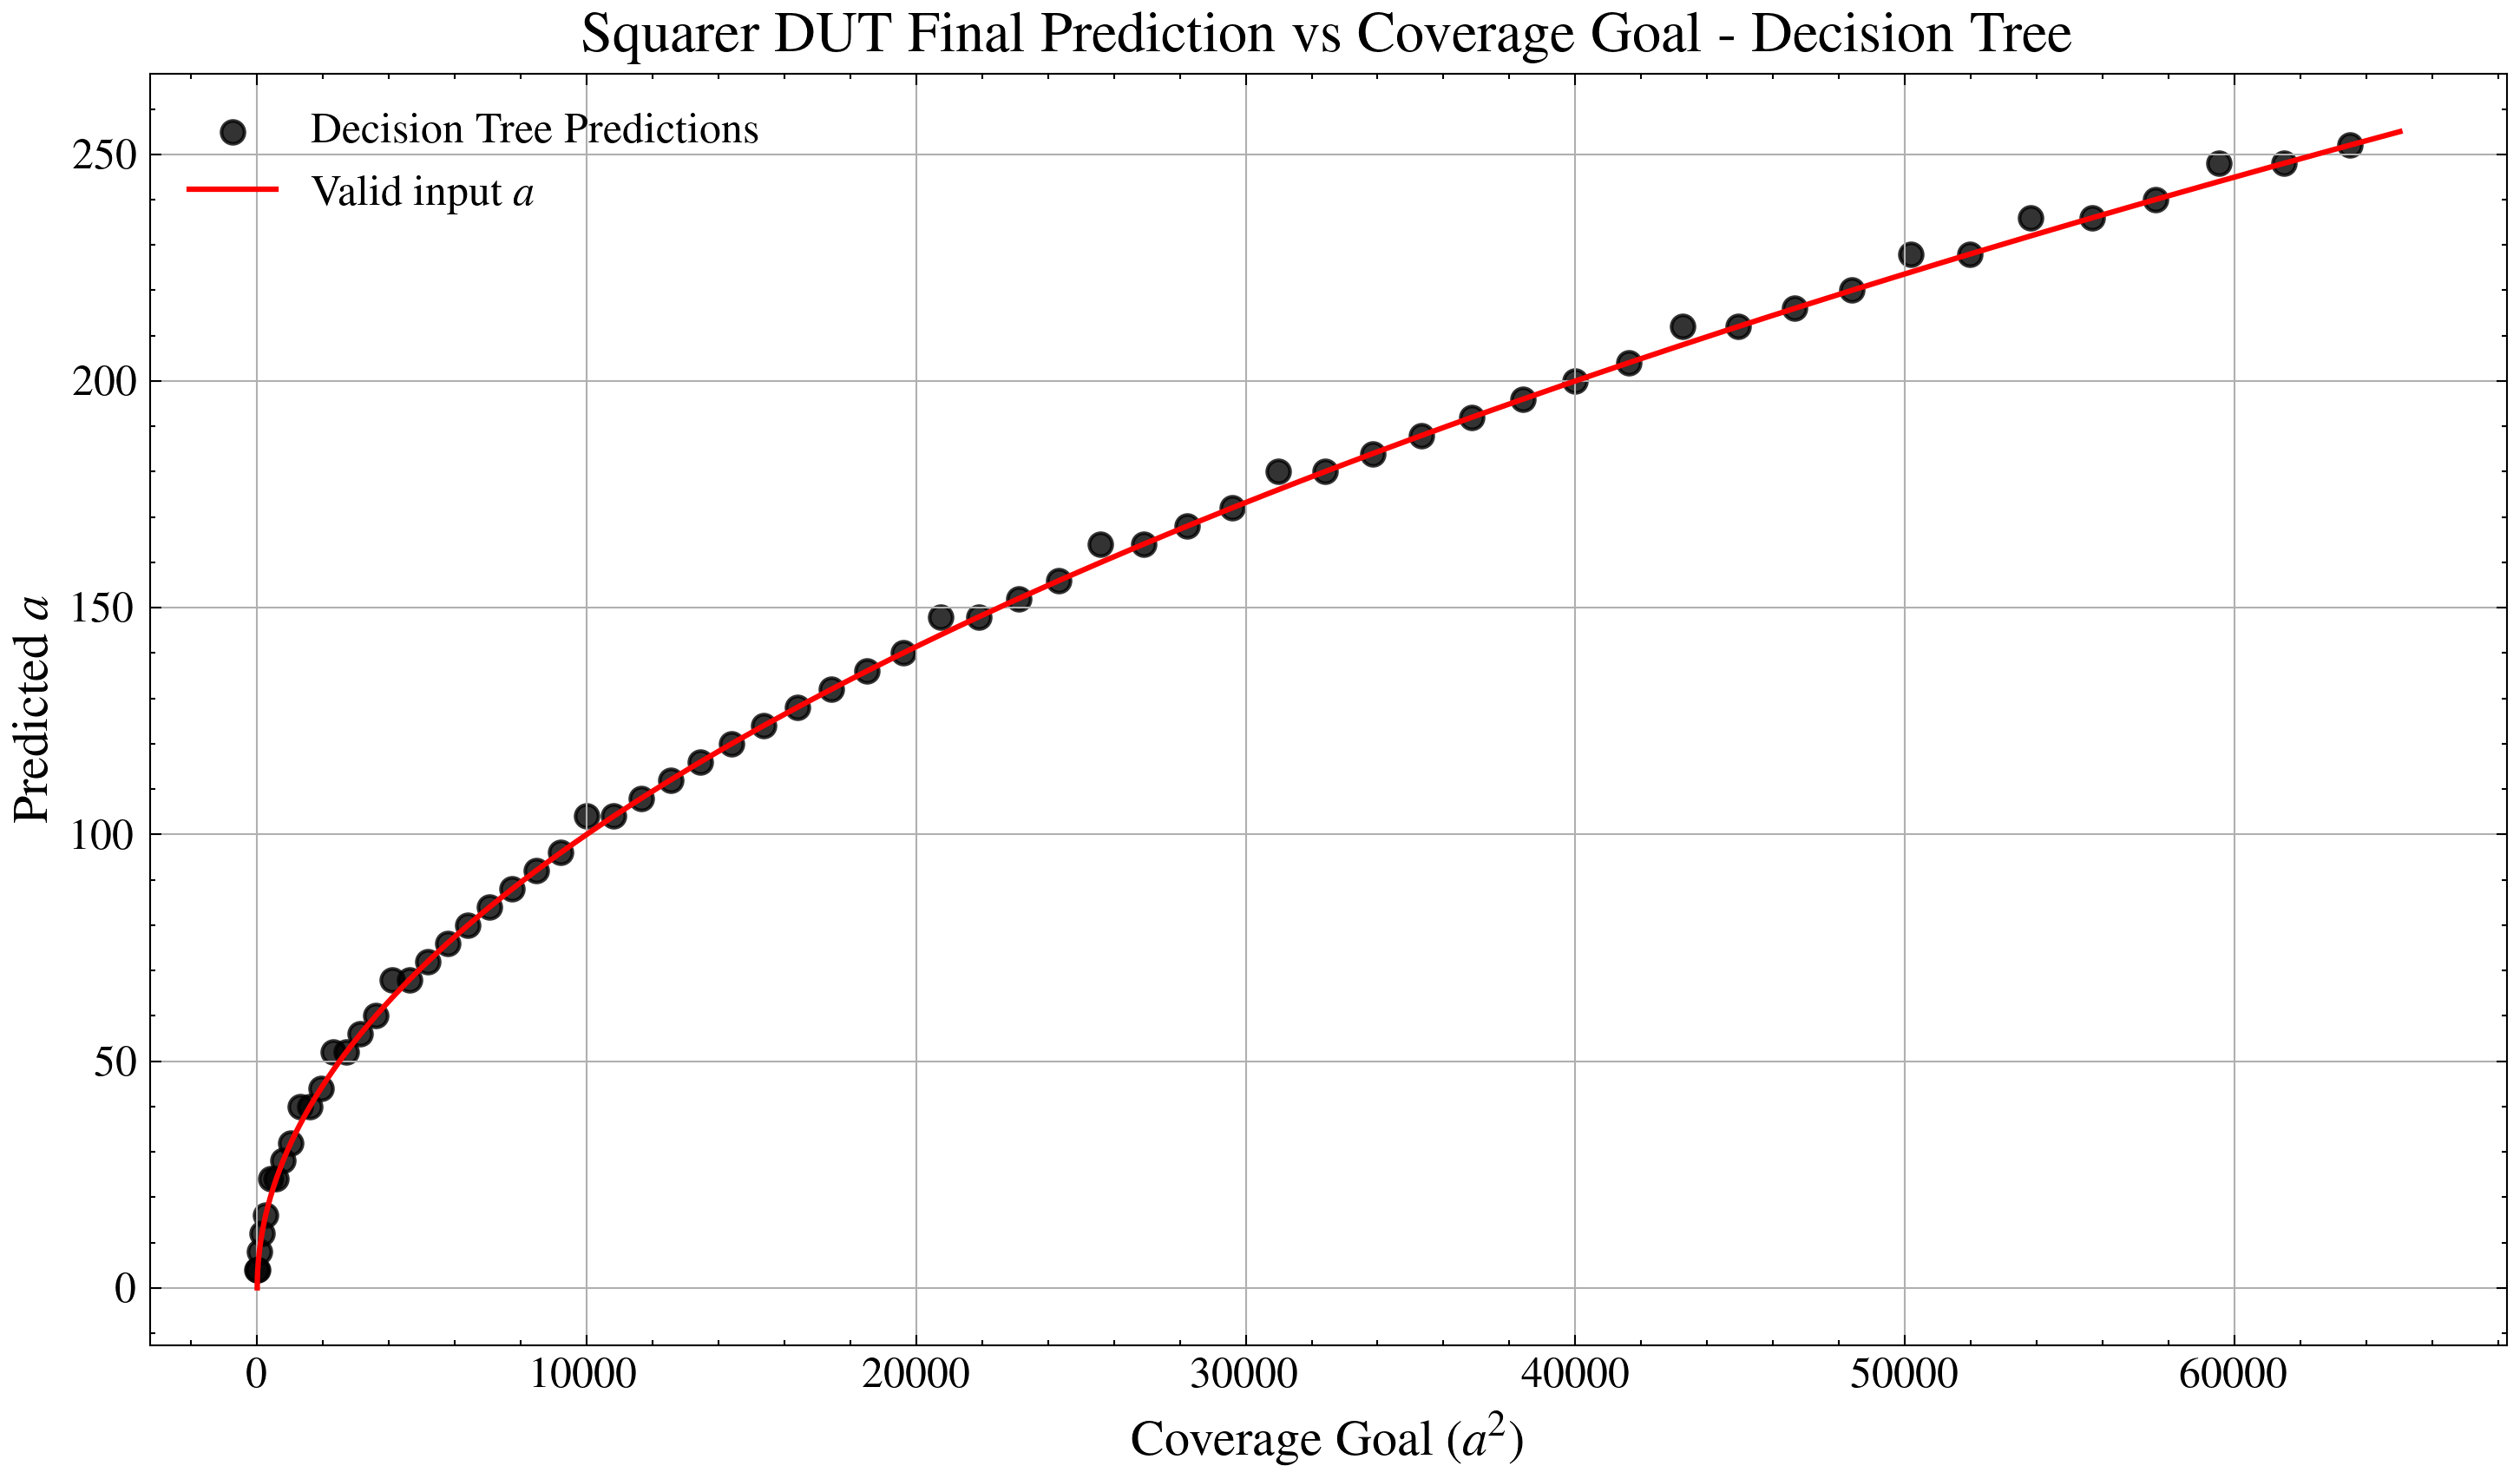 Squarer DUT Final Prediction vs Coverage Goal - Decision Tree
Decision Tree Predictions
Valid input a
250
200
150
100
50
0
Predicted a
0 10000 20000 30000 40000 50000 60000
Coverage Goal (a²)